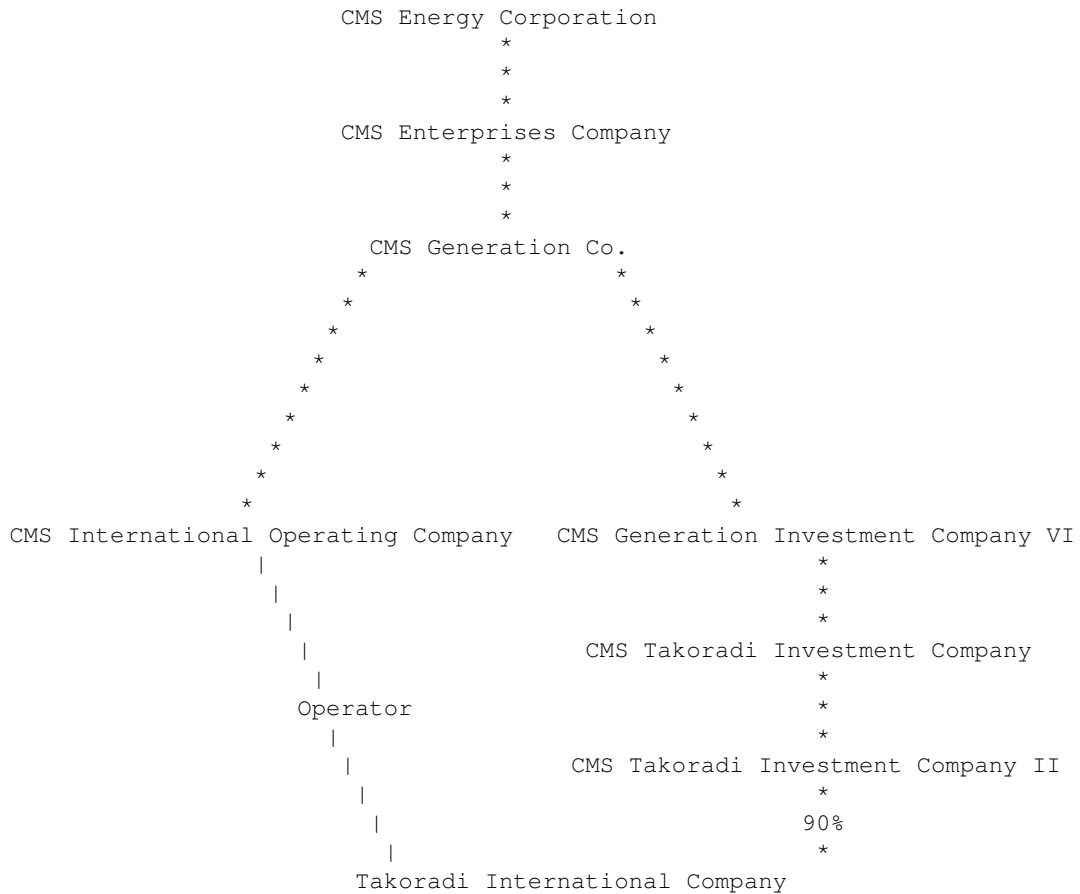 CMS Energy Corporation
*
*
*
CMS Enterprises Company
*
*
*
CMS Generation Co.
* *
* *
* *
* *
* *
* *
* *
* *
* *
CMS International Operating Company CMS Generation Investment Company VI
| *
| *
| *
| CMS Takoradi Investment Company
| *
Operator *
| *
| CMS Takoradi Investment Company II
| *
| 90%
| *
Takoradi International Company